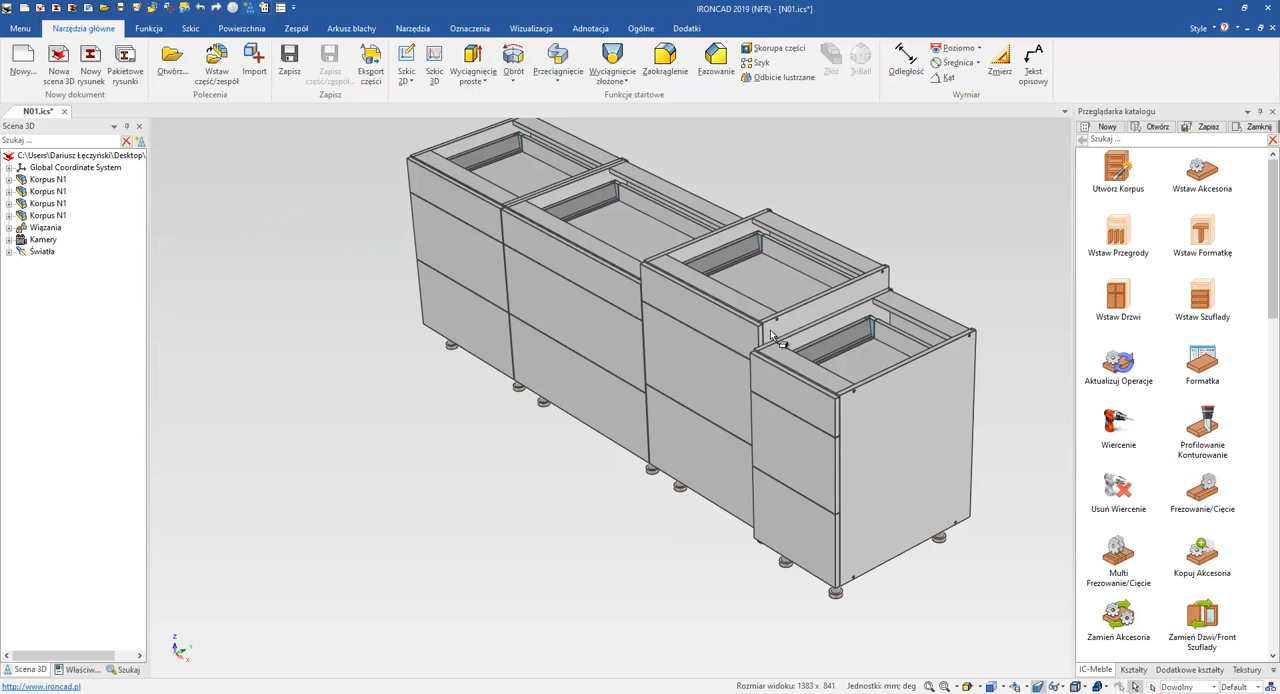 IRONCAD 2019 (NFR) - [N01.ics*]
Menu Narzędzia główne Funkcja Szkic Powierzchnia Arkusz blachy Narzędzia Zespół Oznaczenia Wizualizacja Adnotacja Ogólne Dodatki Style
Nowy... Nowa scena 3D Nowy rysunek Pakietowe rysunki
Nowy dokument
Otwórz... Wstaw część/zespół Import
Polecenia
Zapisz Zapisz część/zespół... Eksport części
Zapisz
Szkic 2D Szkic 3D Wyciągnięcie proste Obrót Przeciągnięcie Wyciągnięcie złożone Zaokrąglenie Fazowanie
Skorupa części
Szyk
Odbicie lustrzane
Złóż TriBall
Funkcje startowe
Odległość
Poziomo
Średnica
Kąt
Zmierz Tekst opisowy
Wymiar
N01.ics*
Scena 3D
Szukaj ...
C:\Users\Dariusz Łęczyński\Desktop\
Global Coordinate System
Korpus N1
Korpus N1
Korpus N1
Korpus N1
Wiązania
Kamery
Światła
Przeglądarka katalogu
Nowy Otwórz Zapisz Zamknij
Szukaj ...
Utwórz Korpus Wstaw Akcesoria
Wstaw Przegrody Wstaw Formatkę
Wstaw Drzwi Wstaw Szuflady
Aktualizuj Operacje Formatka
Wiercenie Profilowanie Konturowanie
Usuń Wiercenie Frezowanie/Cięcie
Multi Frezowanie/Cięcie Kopuj Akcesoria
Zamień Akcesoria Zamień Dzwi/Front Szuflady
IC-Meble Kształty Dodatkowe kształty Tekstury
z
y
x
Scena 3D Właściw... Szukaj
http://www.ironcad.pl
Rozmiar widoku: 1383 x 841 Jednostki: mm; deg
Dowolny Default